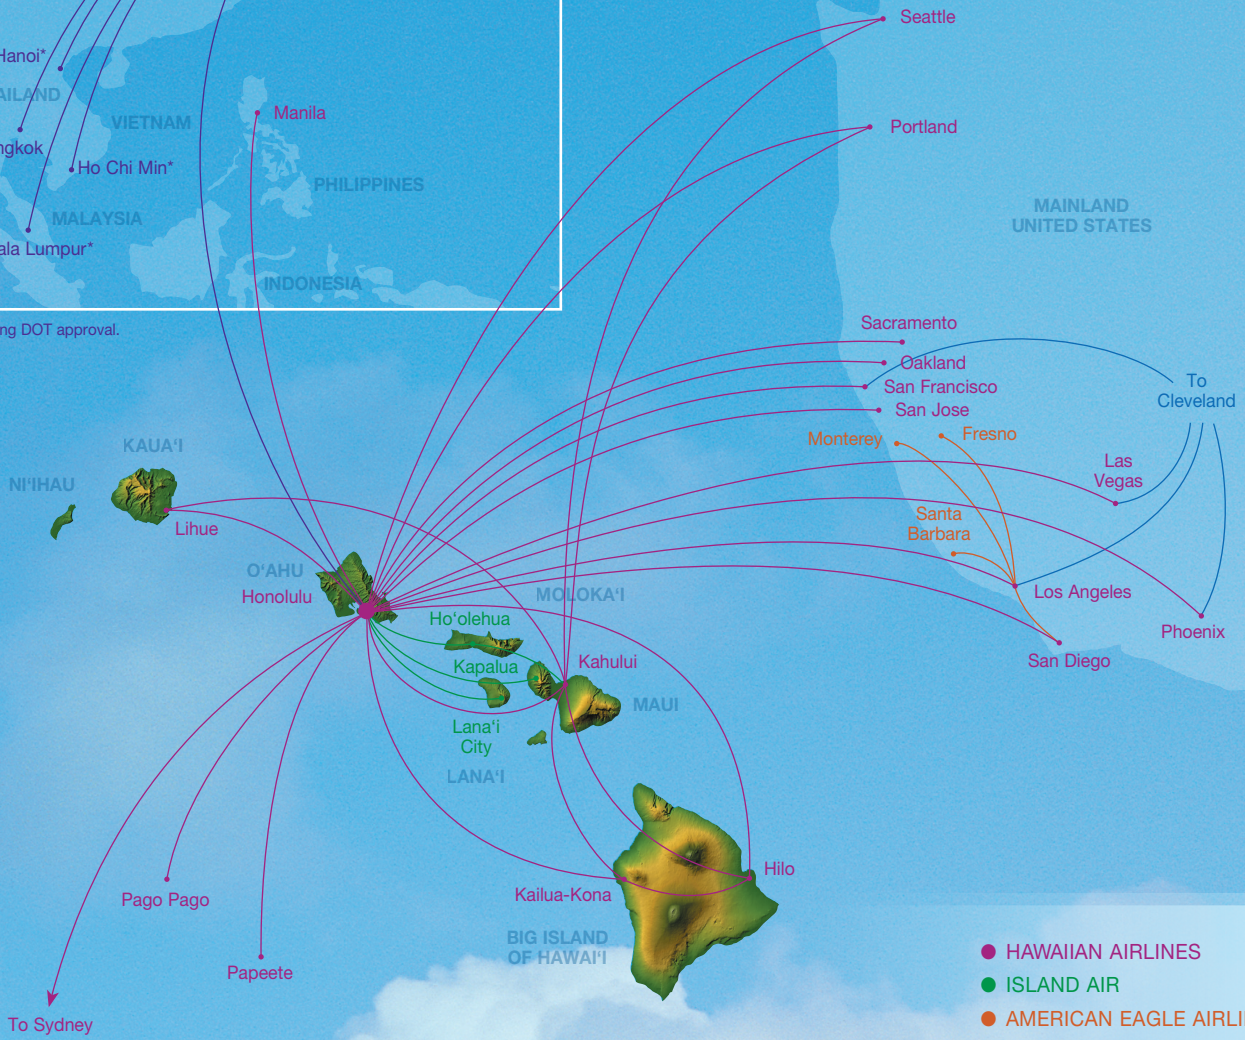 Seattle
Hanoi*
AILAND
Manila
VIETNAM
Portland
ngkok
Ho Chi Min*
PHILIPPINES
MALAYSIA
MAINLAND
UNITED STATES
ala Lumpur*
INDONESIA
ng DOT approval.
Sacramento
Oakland
San Francisco
San Jose
To
Cleveland
Monterey
Fresno
KAUA‘I
Las
Vegas
NI‘IHAU
Lihue
Santa
Barbara
O‘AHU
Honolulu
MOLOKA‘I
Los Angeles
Ho‘olehua
Phoenix
Kapalua
Kahului
San Diego
MAUI
Lana‘i
City
LANA‘I
Hilo
Kailua-Kona
Pago Pago
BIG ISLAND
OF HAWAI‘I
Papeete
To Sydney
HAWAIIAN AIRLINES
ISLAND AIR
AMERICAN EAGLE AIRLI